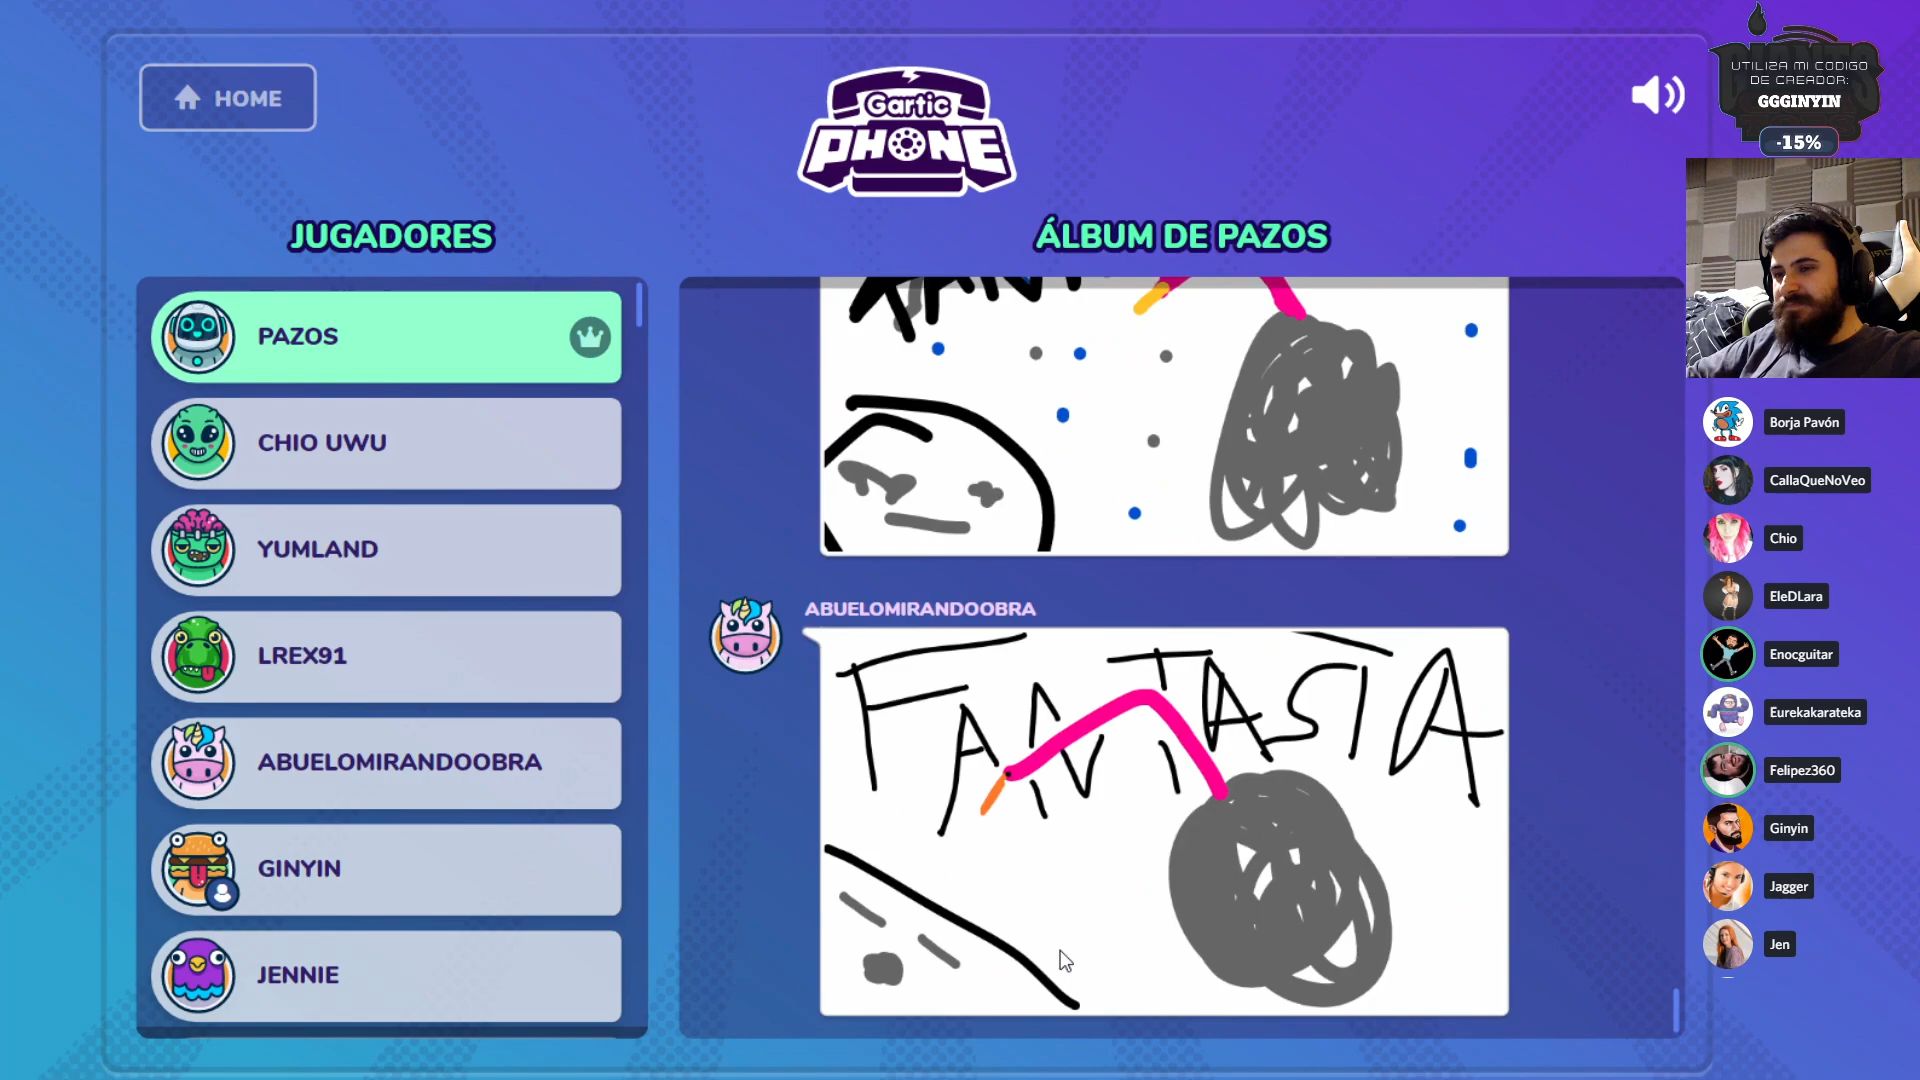 UTILIZA MI CODIGO
DE CREADOR:
GGGINYIN
-15%
HOME
Gartic
PHONE
JUGADORES
ÁLBUM DE PAZOS
PAZOS
CHIO UWU
YUMLAND
LREX91
ABUELOMIRANDOOBRA
GINYIN
JENNIE
ABUELOMIRANDOOBRA
FANTASIA
Borja Pavón
CallaQueNoVeo
Chio
EleDLara
Enocguitar
Eurekakarateka
Felipez360
Ginyin
Jagger
Jen